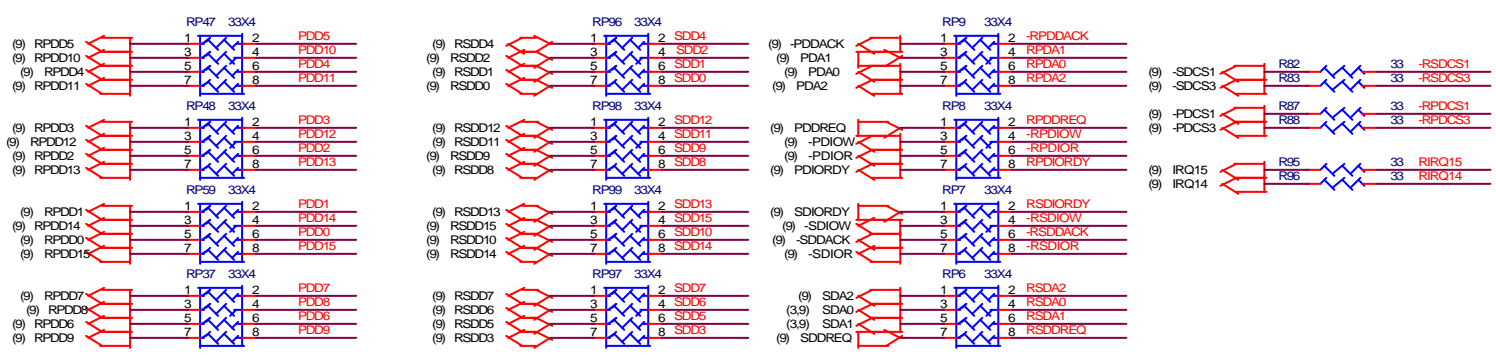 RP47 33X4
(9) RPDD5 1 2 PDD5
(9) RPDD10 3 4 PDD10
(9) RPDD4 5 6 PDD4
(9) RPDD11 7 8 PDD11
RP48 33X4
(9) RPDD3 1 2 PDD3
(9) RPDD12 3 4 PDD12
(9) RPDD2 5 6 PDD2
(9) RPDD13 7 8 PDD13
RP59 33X4
(9) RPDD1 1 2 PDD1
(9) RPDD14 3 4 PDD14
(9) RPDD0 5 6 PDD0
(9) RPDD15 7 8 PDD15
RP37 33X4
(9) RPDD7 1 2 PDD7
(9) RPDD8 3 4 PDD8
(9) RPDD6 5 6 PDD6
(9) RPDD9 7 8 PDD9
RP96 33X4
(9) RSDD4 1 2 SDD4
(9) RSDD2 3 4 SDD2
(9) RSDD1 5 6 SDD1
(9) RSDD0 7 8 SDD0
RP98 33X4
(9) RSDD12 1 2 SDD12
(9) RSDD11 3 4 SDD11
(9) RSDD9 5 6 SDD9
(9) RSDD8 7 8 SDD8
RP99 33X4
(9) RSDD13 1 2 SDD13
(9) RSDD15 3 4 SDD15
(9) RSDD10 5 6 SDD10
(9) RSDD14 7 8 SDD14
RP97 33X4
(9) RSDD7 1 2 SDD7
(9) RSDD6 3 4 SDD6
(9) RSDD5 5 6 SDD5
(9) RSDD3 7 8 SDD3
RP9 33X4
(9) -PDDACK 1 2 -RPDDACK
(9) PDA1 3 4 RPDA1
(9) PDA0 5 6 RPDA0
(9) PDA2 7 8 RPDA2
RP8 33X4
(9) PDDREQ 1 2 RPDDREQ
(9) -PDIOW 3 4 -RPDIOW
(9) -PDIOR 5 6 -RPDIOR
(9) PDIORDY 7 8 RPDIORDY
RP7 33X4
(9) SDIORDY 1 2 RSDIORDY
(9) -SDIOW 3 4 -RSDIOW
(9) -SDDACK 5 6 -RSDDACK
(9) -SDIOR 7 8 -RSDIOR
RP6 33X4
(9) SDA2 1 2 RSDA2
(3,9) SDA0 3 4 RSDA0
(3,9) SDA1 5 6 RSDA1
(9) SDDREQ 7 8 RSDDREQ
(9) -SDCS1 R82 33 -RSDCS1
(9) -SDCS3 R83 33 -RSDCS3
(9) -PDCS1 R87 33 -RPDCS1
(9) -PDCS3 R88 33 -RPDCS3
(9) IRQ15 R95 33 RIRQ15
(9) IRQ14 R96 33 RIRQ14